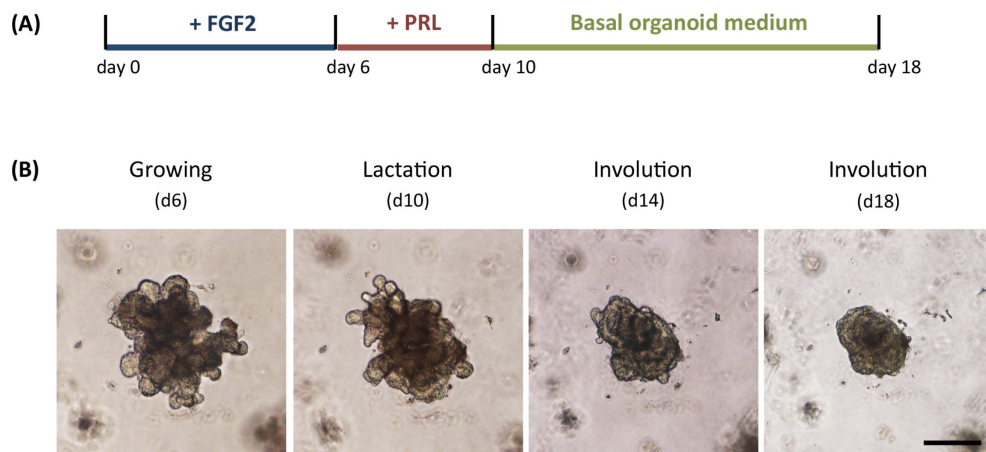 (A)
+ FGF2 + PRL Basal organoid medium
day 0 day 6 day 10 day 18
(B)
Growing Lactation Involution Involution
(d6) (d10) (d14) (d18)